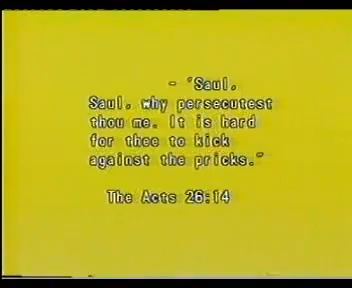 - "Saul,
Saul, why persecutest
thou me. It is hard
for thee to kick
against the pricks."
The Acts 26:14